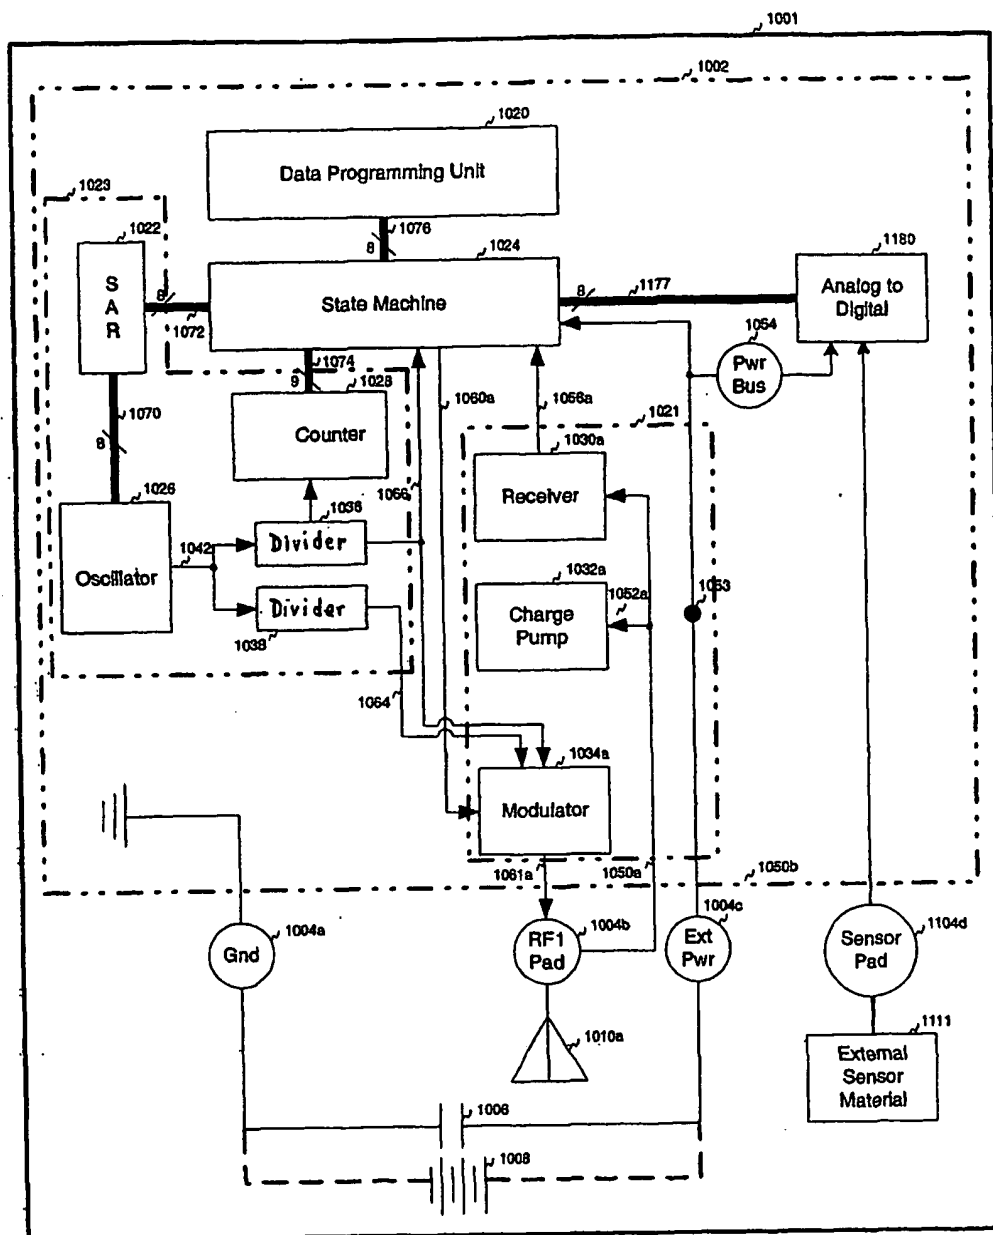 1001
1002
1020
Data Programming Unit
1023
1076
8
1022
1024
1180
S
A
R
8
1072
State Machine
8
1177
Analog to
Digital
1054
Pwr
Bus
1074
9
1028
Counter
1060a
1056a
1021
1070
8
1030a
Receiver
1066
1026
Oscillator
1042
1036
Divider
Divider
1038
1032a
1052a
Charge
Pump
1053
1064
1034a
Modulator
1061a
1050a
1050b
1004a
Gnd
1004b
RF1
Pad
1004c
Ext
Pwr
1104d
Sensor
Pad
1010a
1111
External
Sensor
Material
1006
1008